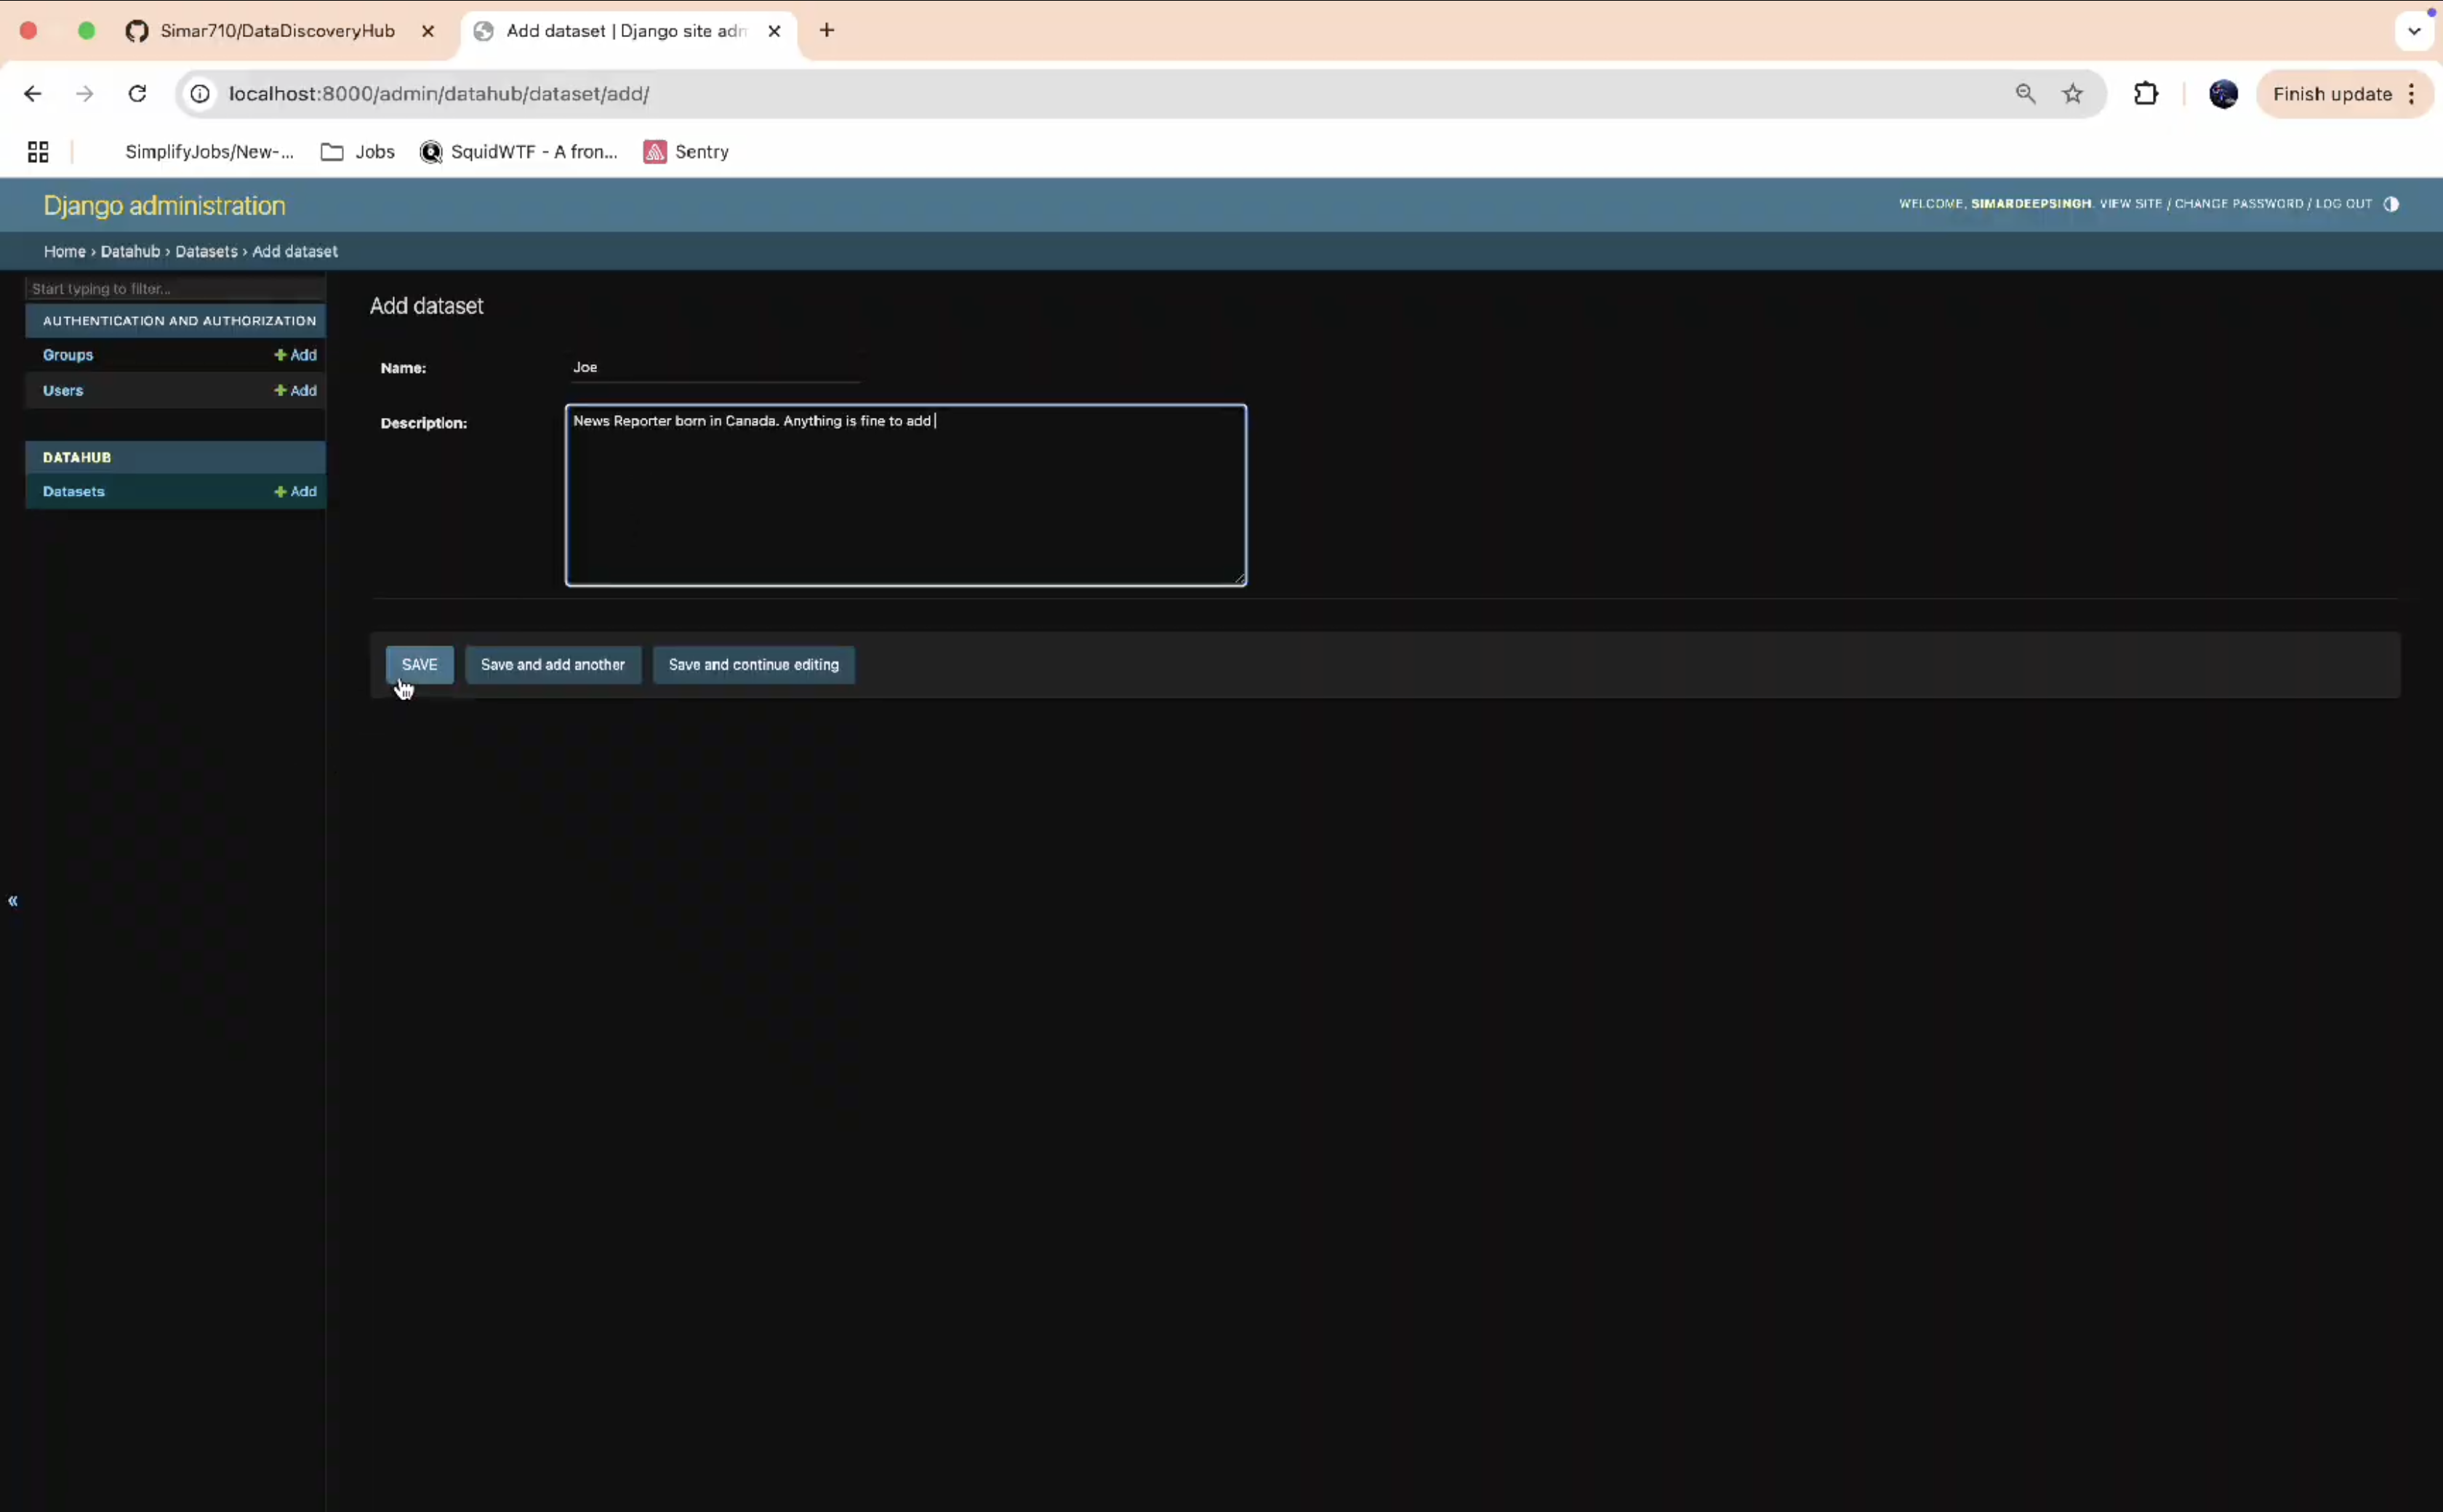 Simar710/DataDiscoveryHub
Add dataset | Django site adm
localhost:8000/admin/datahub/dataset/add/
Finish update
SimplifyJobs/New-...
Jobs
SquidWTF - A fron...
Sentry
Django administration
WELCOME, SIMARDEEPSINGH. VIEW SITE / CHANGE PASSWORD / LOG OUT
Home › Datahub › Datasets › Add dataset
Start typing to filter...
AUTHENTICATION AND AUTHORIZATION
Groups + Add
Users + Add
DATAHUB
Datasets + Add
Add dataset
Name: Joe
Description: News Reporter born in Canada. Anything is fine to add
SAVE Save and add another Save and continue editing
«